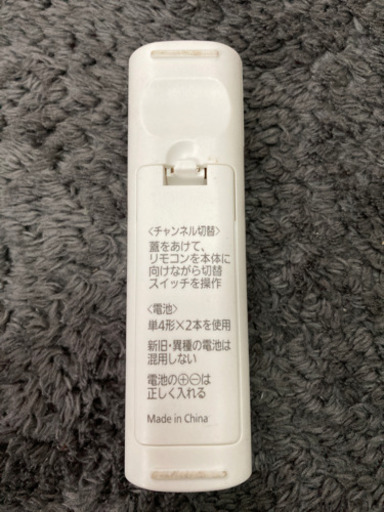 〈チャンネル切替〉
蓋をあけて、
リモコンを本体に
向けながら切替
スイッチを操作
〈電池〉
単4形×2本を使用
新旧・異種の電池は
混用しない
電池の⊕⊖は
正しく入れる
Made in China